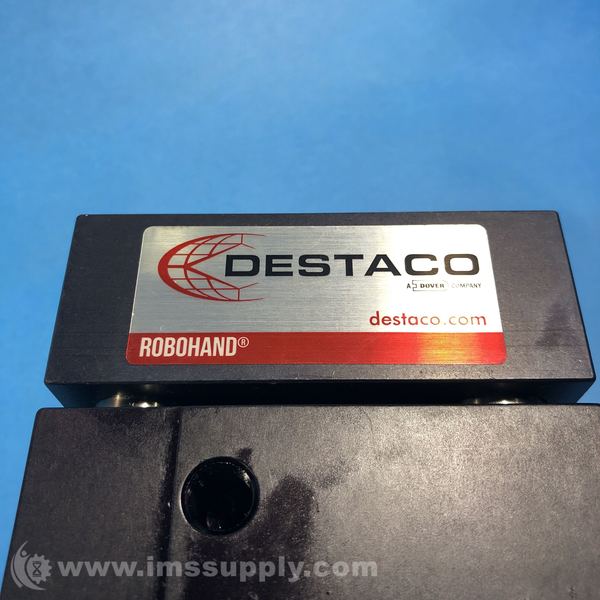 DESTACO
A DOVER COMPANY
destaco.com
ROBOHAND®
www.imssupply.com